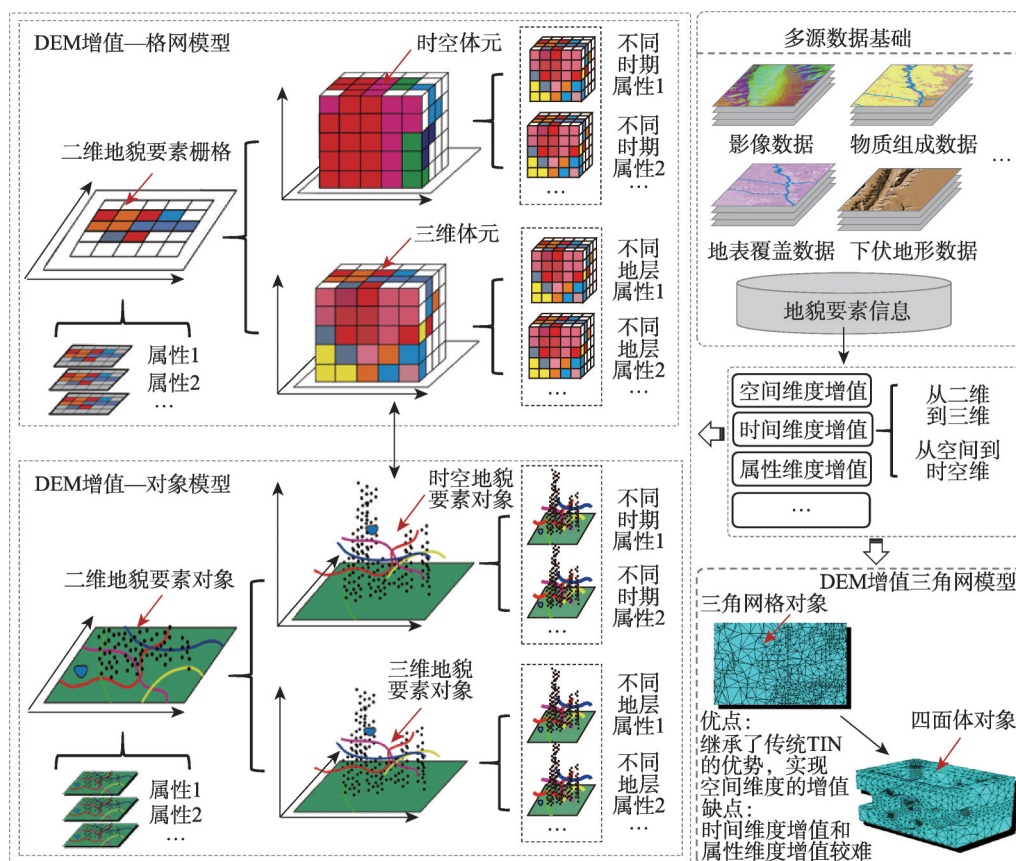 DEM增值—格网模型
时空体元
不同
时期
属性1
不同
时期
属性2
…
二维地貌要素栅格
属性1
属性2
…
三维体元
不同
地层
属性1
不同
地层
属性2
…
DEM增值—对象模型
时空地貌
要素对象
不同
时期
属性1
不同
时期
属性2
…
二维地貌要素对象
属性1
属性2
…
三维地貌
要素对象
不同
地层
属性1
不同
地层
属性2
…
多源数据基础
影像数据
物质组成数据
…
地表覆盖数据
下伏地形数据
地貌要素信息
空间维度增值
时间维度增值
属性维度增值
…
从二维
到三维
从空间到
时空维
DEM增值三角网模型
三角网格对象
优点：
继承了传统TIN
的优势，实现
空间维度的增值
缺点：
时间维度增值和
属性维度增值较难
四面体对象